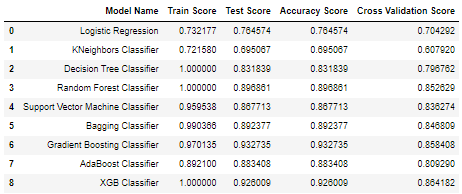 Model Name Train Score Test Score Accuracy Score Cross Validation Score
0 Logistic Regression 0.732177 0.764574 0.764574 0.704292
1 KNeighbors Classifier 0.721580 0.695067 0.695067 0.607920
2 Decision Tree Classifier 1.000000 0.831839 0.831839 0.796762
3 Random Forest Classifier 1.000000 0.896861 0.896861 0.852629
4 Support Vector Machine Classifier 0.959538 0.867713 0.867713 0.836274
5 Bagging Classifier 0.990366 0.892377 0.892377 0.846809
6 Gradient Boosting Classifier 0.970135 0.932735 0.932735 0.858408
7 AdaBoost Classifier 0.892100 0.883408 0.883408 0.809290
8 XGB Classifier 1.000000 0.926009 0.926009 0.864182